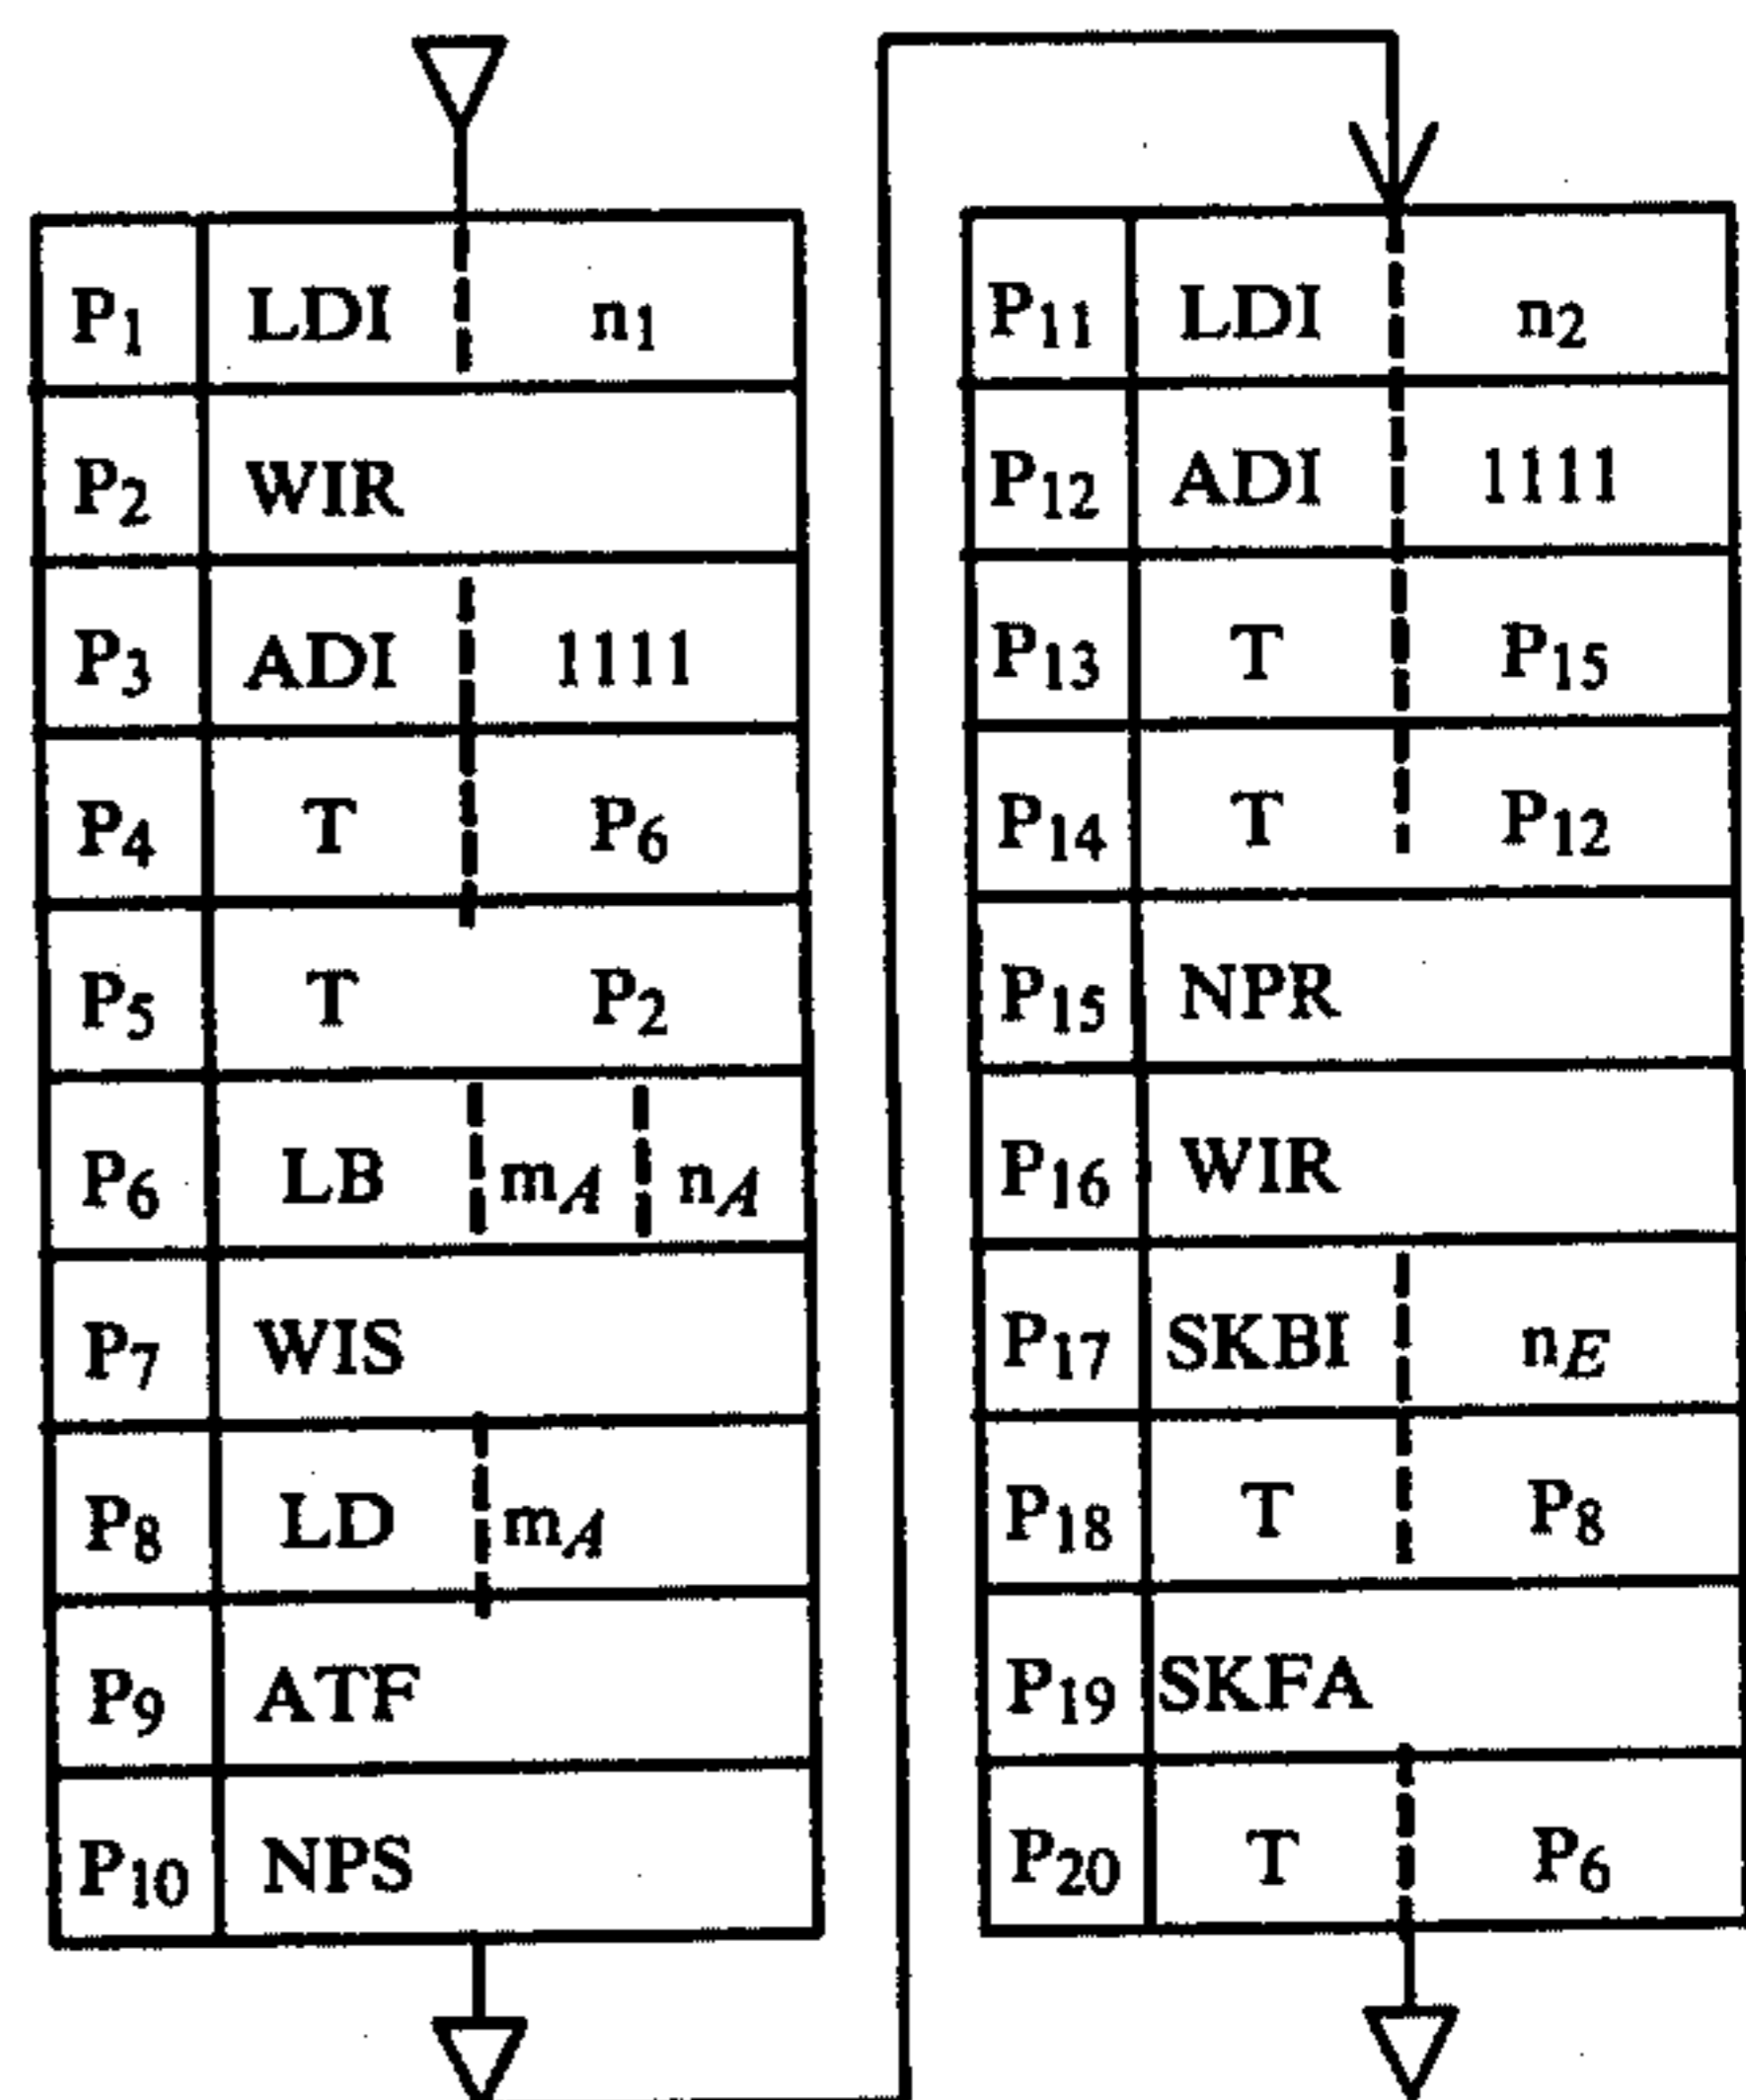 P1 LDI n1
P2 WIR
P3 ADI 1111
P4 T P6
P5 T P2
P6 LB mA nA
P7 WIS
P8 LD mA
P9 ATF
P10 NPS
P11 LDI n2
P12 ADI 1111
P13 T P15
P14 T P12
P15 NPR
P16 WIR
P17 SKBI nE
P18 T P8
P19 SKFA
P20 T P6